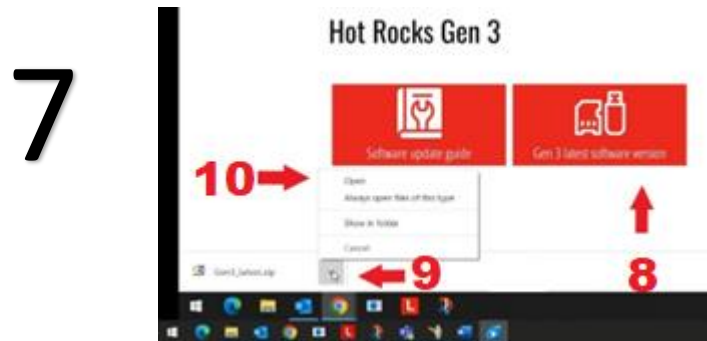 7
Hot Rocks Gen 3
Software update guide
Gen 3 latest software version
10
Open
Always open files of this type
Show in folder
Cancel
Gen3_latest.zip
9
8